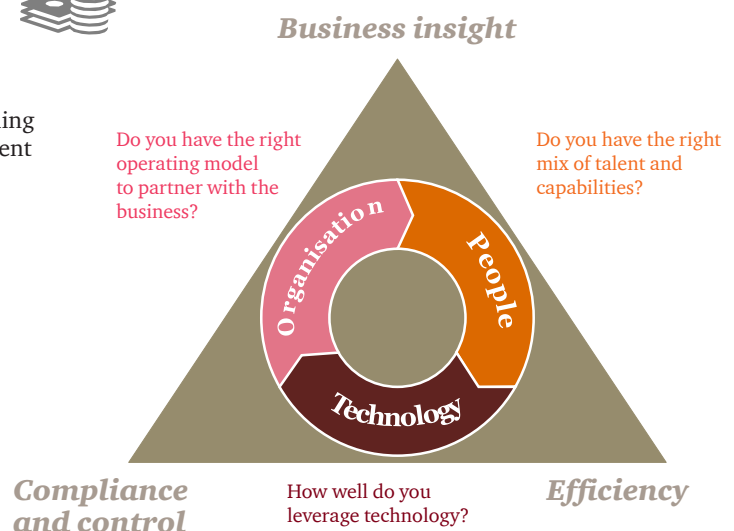 Business insight
Do you have the right
operating model
to partner with the
business?
Do you have the right
mix of talent and
capabilities?
Organisation
People
Technology
Compliance
and control
How well do you
leverage technology?
Efficiency